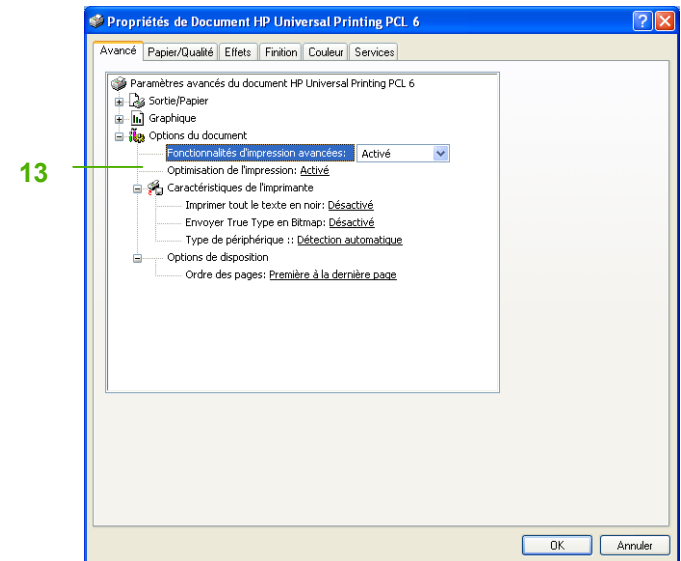 Propriétés de Document HP Universal Printing PCL 6
Avancé Papier/Qualité Effets Finition Couleur Services
Paramètres avancés du document HP Universal Printing PCL 6
Sortie/Papier
Graphique
Options du document
Fonctionnalités d'impression avancées: Activé
13
Optimisation de l'impression: Activé
Caractéristiques de l'imprimante
Imprimer tout le texte en noir: Désactivé
Envoyer True Type en Bitmap: Désactivé
Type de périphérique :: Détection automatique
Options de disposition
Ordre des pages: Première à la dernière page
OK Annuler